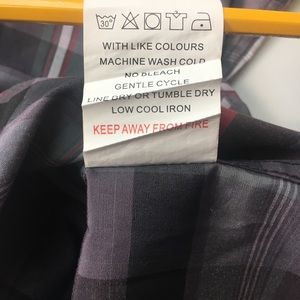 30°
WITH LIKE COLOURS
MACHINE WASH COLD
NO BLEACH
GENTLE CYCLE
LINE DRY OR TUMBLE DRY
LOW COOL IRON
KEEP AWAY FROM FIRE